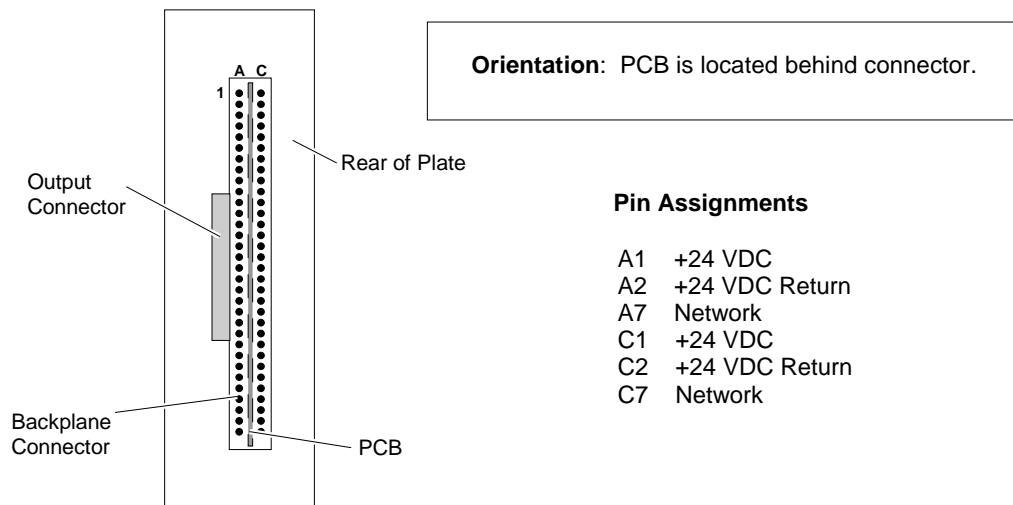 A C
1
Orientation: PCB is located behind connector.
Rear of Plate
Output
Connector
Backplane
Connector
PCB
Pin Assignments
A1 +24 VDC
A2 +24 VDC Return
A7 Network
C1 +24 VDC
C2 +24 VDC Return
C7 Network